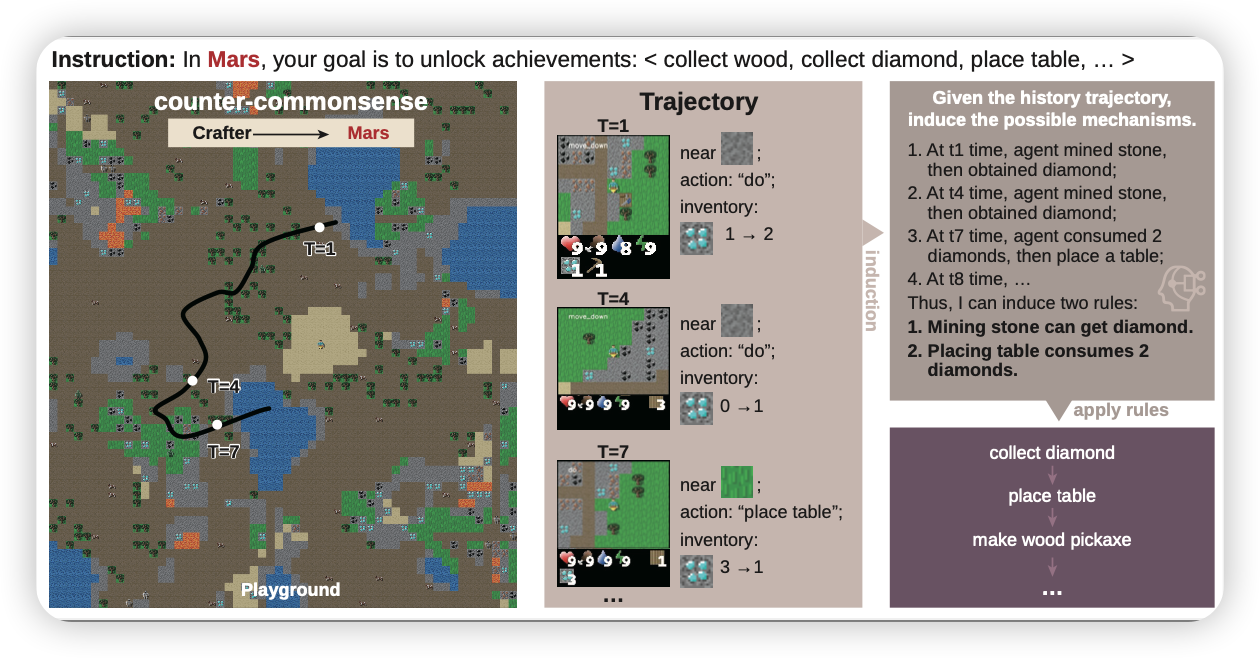 Instruction: In Mars, your goal is to unlock achievements: < collect wood, collect diamond, place table, … >
counter-commonsense
Crafter
Mars
T=1
T=4
T=7
Playground
Trajectory
T=1
move_down
9 9 8 9
1 1
near ;
action: “do”;
inventory:
1 → 2
T=4
move_down
9 9 9 9 3
near ;
action: “do”;
inventory:
0 →1
T=7
do
9 9 9 9 1
3
near ;
action: “place table”;
inventory:
3 →1
...
induction
Given the history trajectory,
induce the possible mechanisms.
1. At t1 time, agent mined stone,
then obtained diamond;
2. At t4 time, agent mined stone,
then obtained diamond;
3. At t7 time, agent consumed 2
diamonds, then place a table;
4. At t8 time, …
Thus, I can induce two rules:
1. Mining stone can get diamond.
2. Placing table consumes 2
diamonds.
apply rules
collect diamond
place table
make wood pickaxe
...